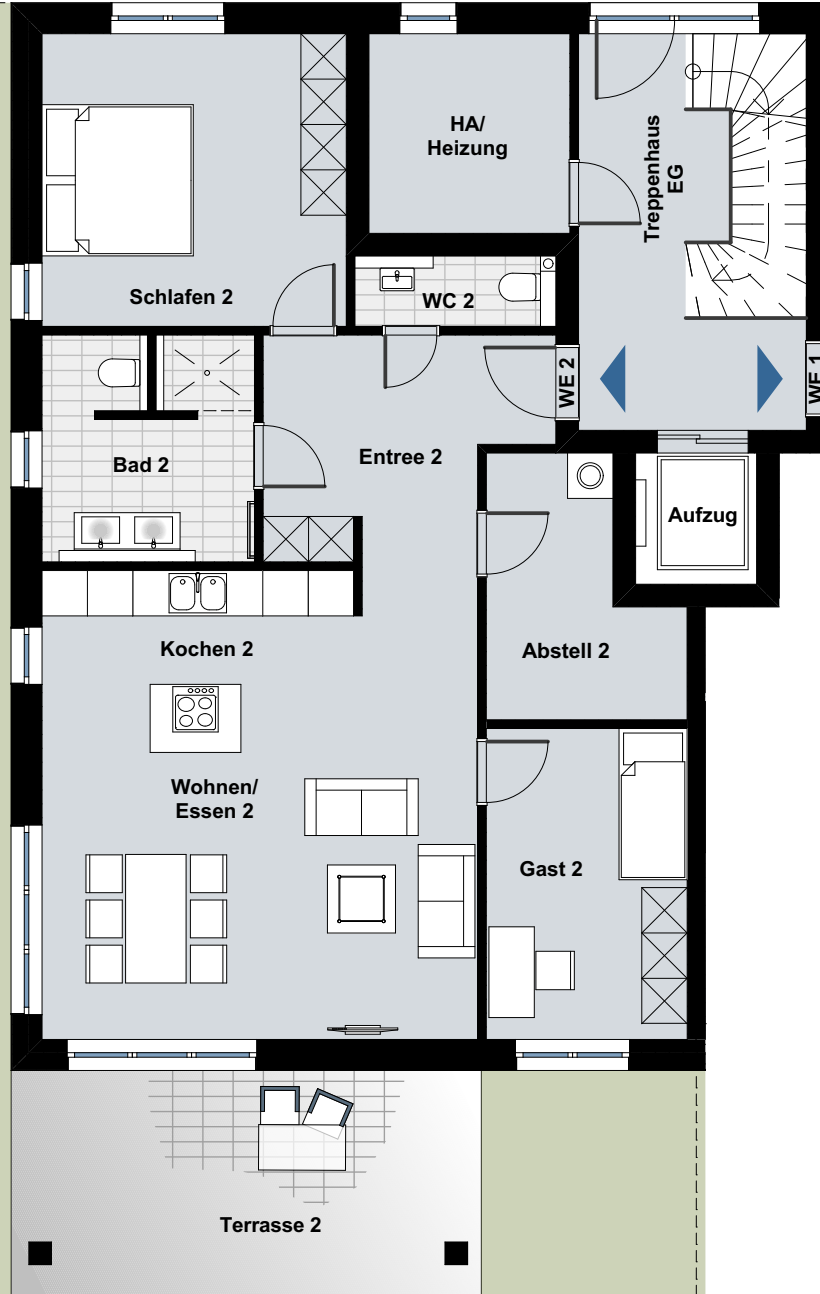 HA/
Heizung
Treppenhaus
EG
Schlafen 2
WC 2
WE 2
WE 1
Entree 2
Bad 2
Aufzug
Kochen 2
Abstell 2
Wohnen/
Essen 2
Gast 2
Terrasse 2